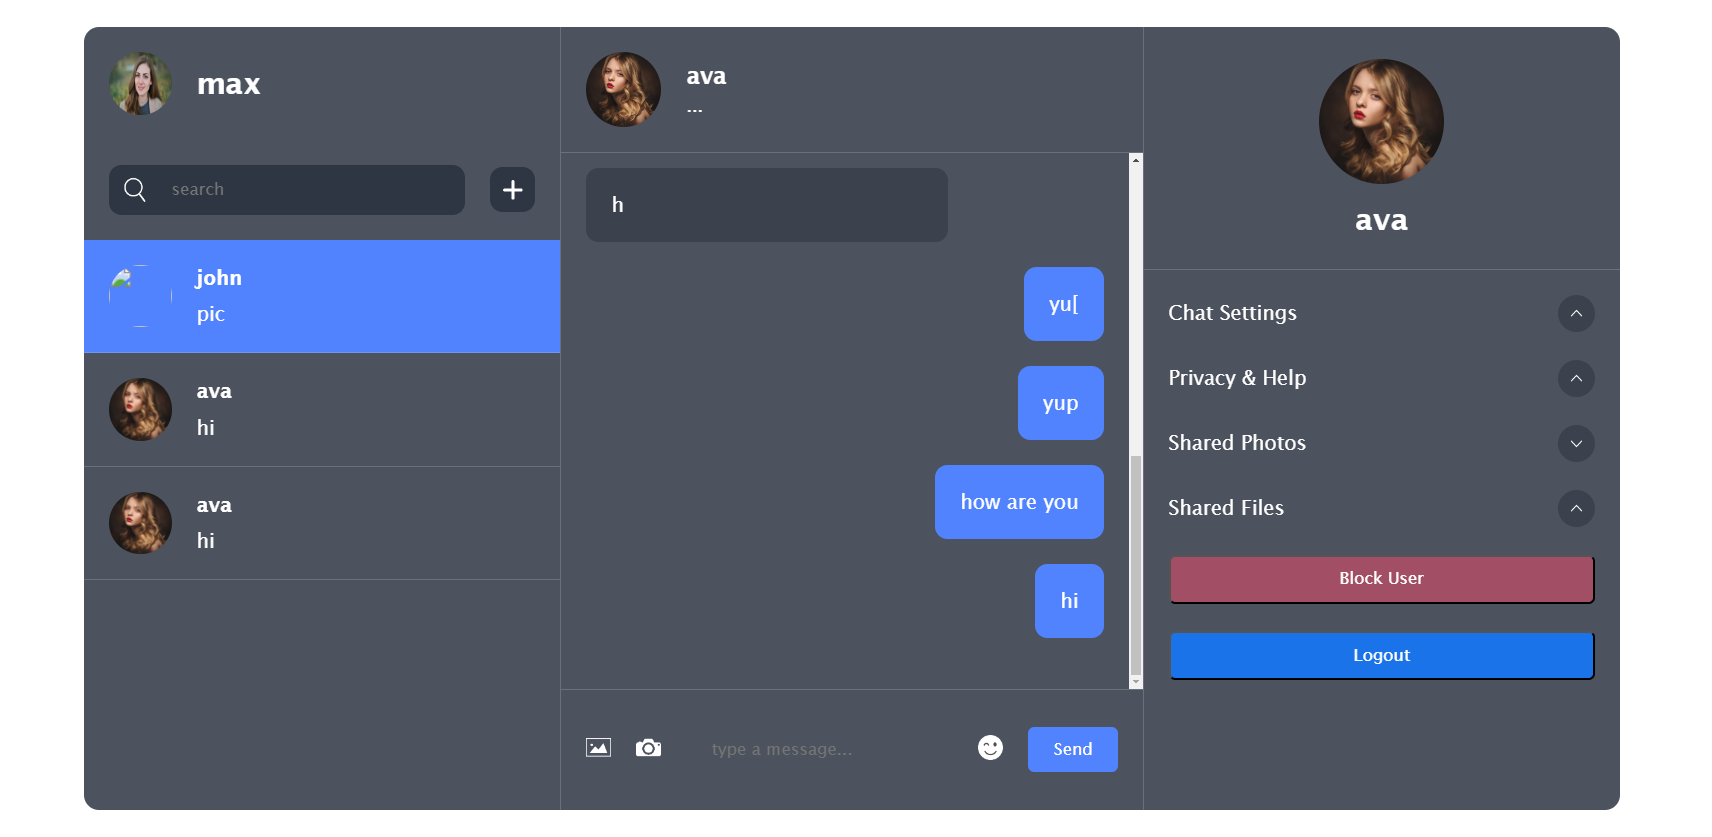 max
search
john
pic
ava
hi
ava
hi
ava
...
h
yu[
yup
how are you
hi
type a message...
Send
ava
Chat Settings
Privacy & Help
Shared Photos
Shared Files
Block User
Logout